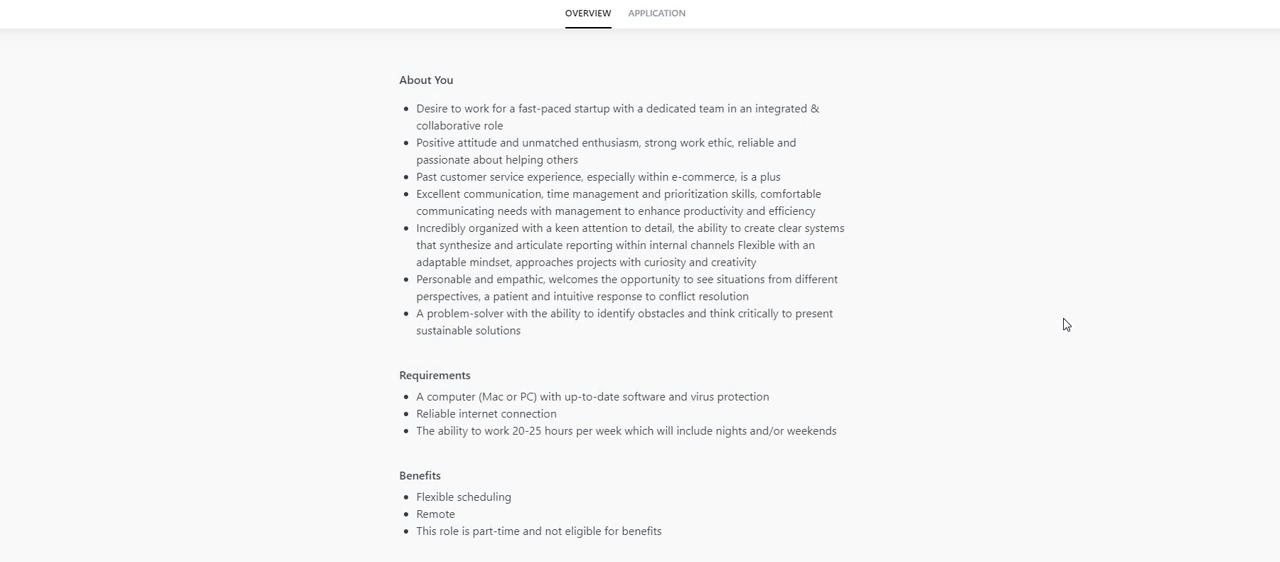 OVERVIEW APPLICATION
About You
Desire to work for a fast-paced startup with a dedicated team in an integrated &
collaborative role
Positive attitude and unmatched enthusiasm, strong work ethic, reliable and
passionate about helping others
Past customer service experience, especially within e-commerce, is a plus
Excellent communication, time management and prioritization skills, comfortable
communicating needs with management to enhance productivity and efficiency
Incredibly organized with a keen attention to detail, the ability to create clear systems
that synthesize and articulate reporting within internal channels Flexible with an
adaptable mindset, approaches projects with curiosity and creativity
Personable and empathic, welcomes the opportunity to see situations from different
perspectives, a patient and intuitive response to conflict resolution
A problem-solver with the ability to identify obstacles and think critically to present
sustainable solutions
Requirements
A computer (Mac or PC) with up-to-date software and virus protection
Reliable internet connection
The ability to work 20-25 hours per week which will include nights and/or weekends
Benefits
Flexible scheduling
Remote
This role is part-time and not eligible for benefits